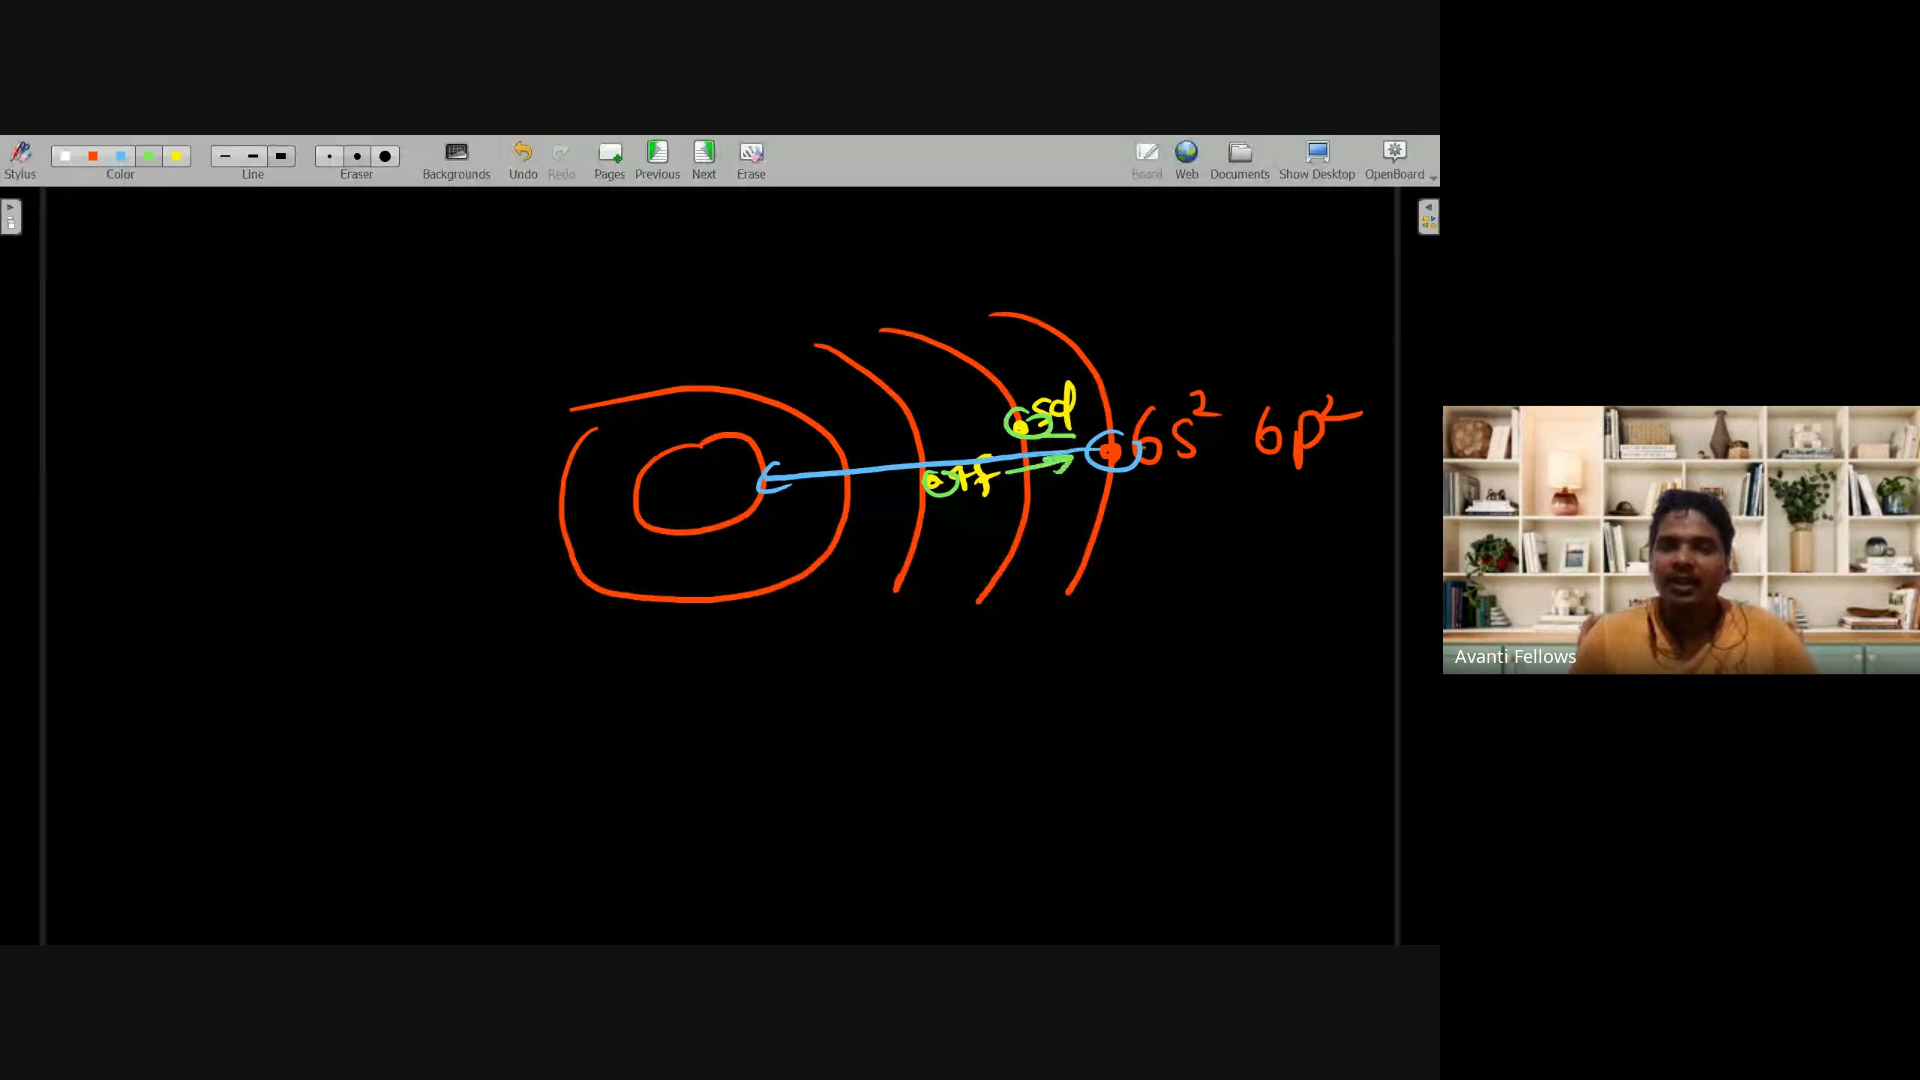 Stylus Color Line Eraser Backgrounds Undo Redo Pages Previous Next Erase Board Web Documents Show Desktop OpenBoard
5d
6s² 6p²
4f
Avanti Fellows